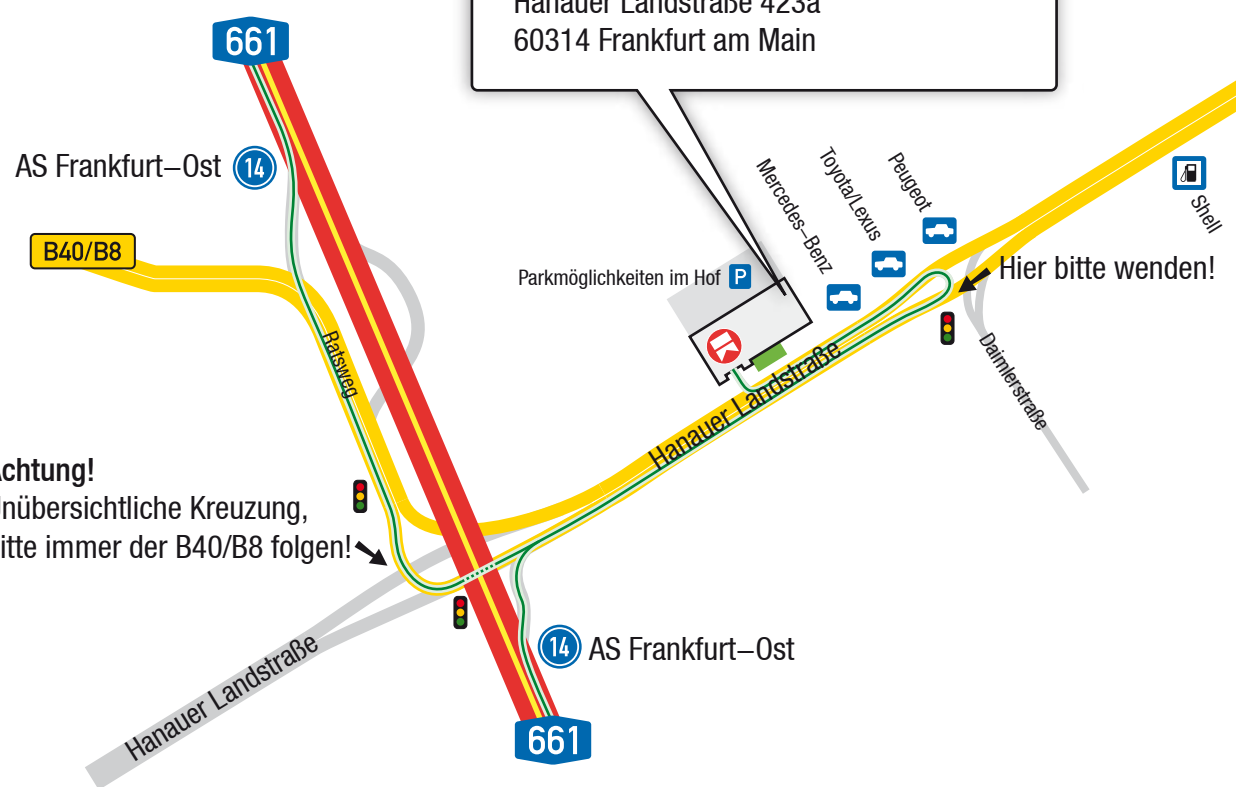 Hanauer Landstraße 423a
60314 Frankfurt am Main
661
AS Frankfurt–Ost
14
B40/B8
Ratsweg
Parkmöglichkeiten im Hof
P
Mercedes–Benz
Toyota/Lexus
Peugeot
Shell
Hier bitte wenden!
Daimlerstraße
Hanauer Landstraße
chtung!
nübersichtliche Kreuzung,
itte immer der B40/B8 folgen!
Hanauer Landstraße
14
AS Frankfurt–Ost
661